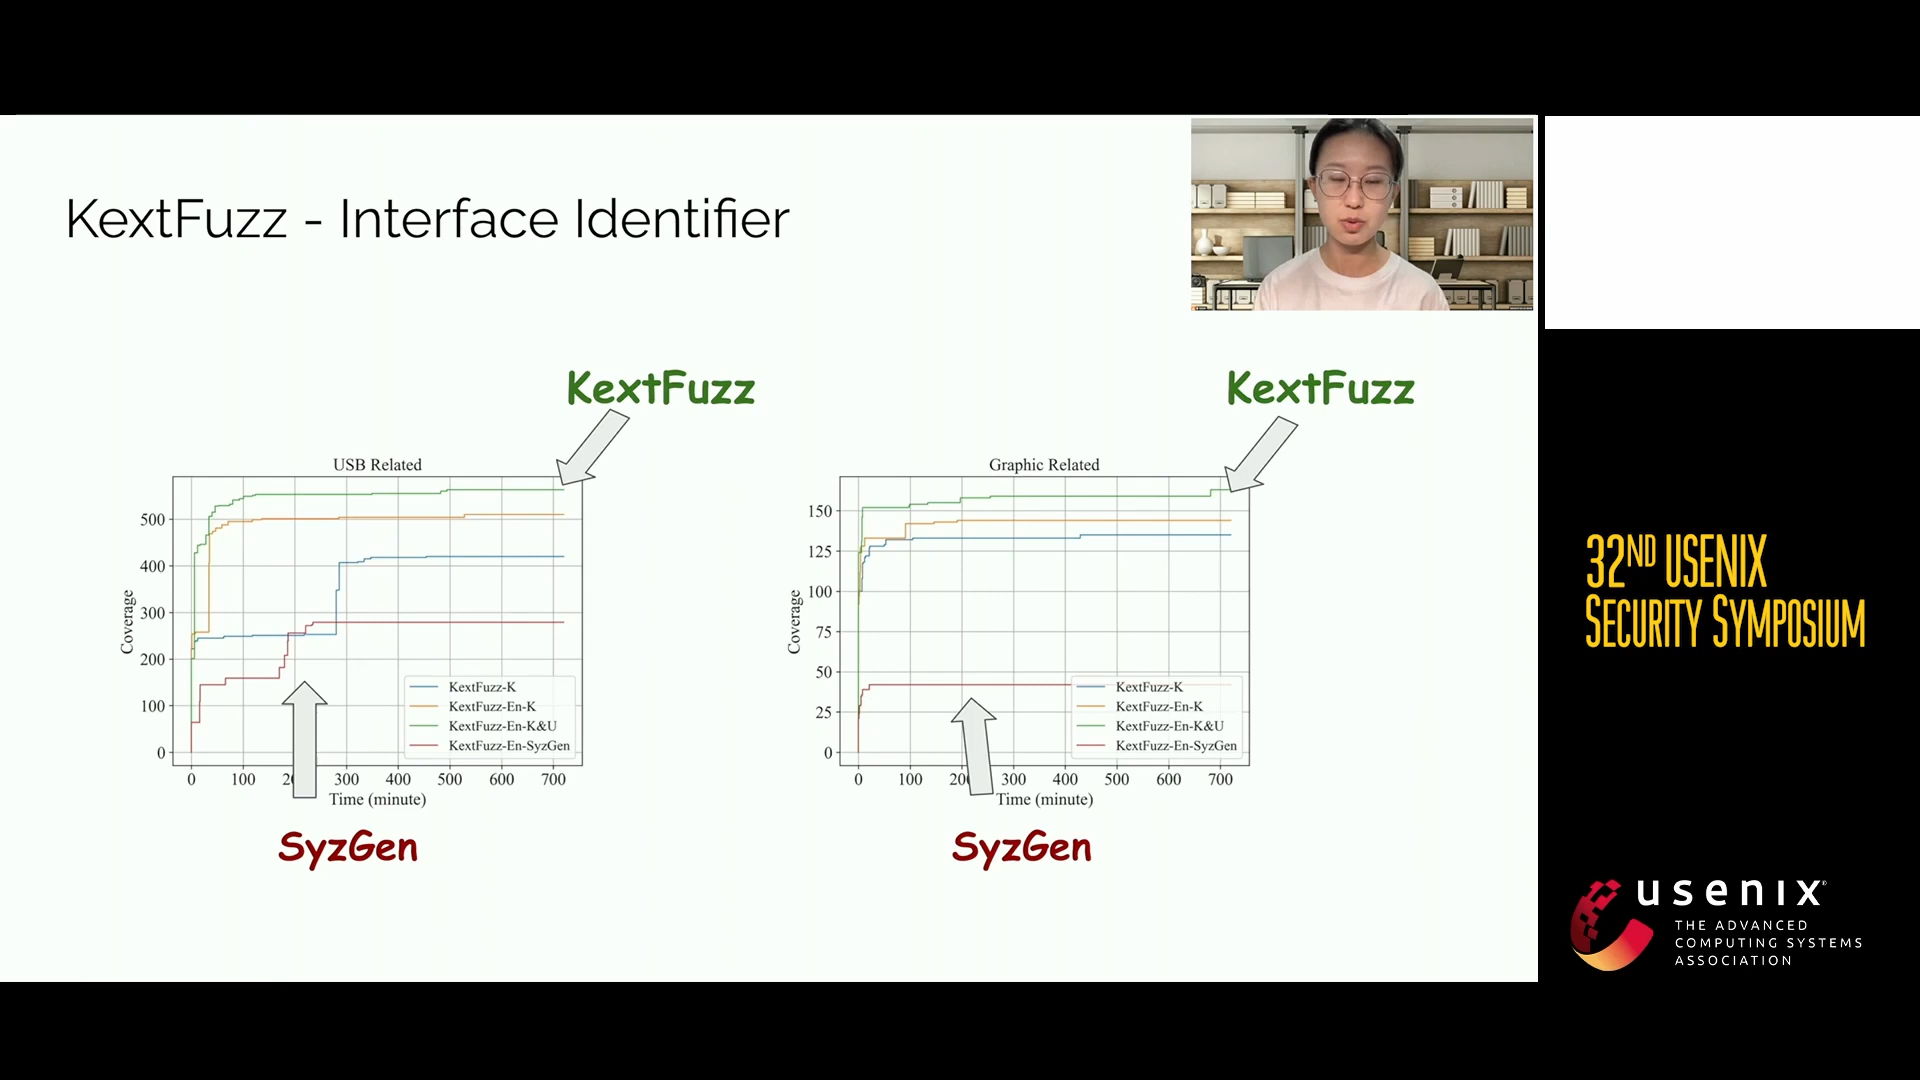 KextFuzz - Interface Identifier
KextFuzz
KextFuzz
USB Related
Coverage
500
400
300
200
100
0
KextFuzz-K
KextFuzz-En-K
KextFuzz-En-K&U
KextFuzz-En-SyzGen
0 100 20 300 400 500 600 700
Time (minute)
SyzGen
Graphic Related
Coverage
150
125
100
75
50
25
0
KextFuzz-K
KextFuzz-En-K
KextFuzz-En-K&U
KextFuzz-En-SyzGen
0 100 20 300 400 500 600 700
Time (minute)
SyzGen
32ND USENIX
SECURITY SYMPOSIUM
usenix®
THE ADVANCED
COMPUTING SYSTEMS
ASSOCIATION